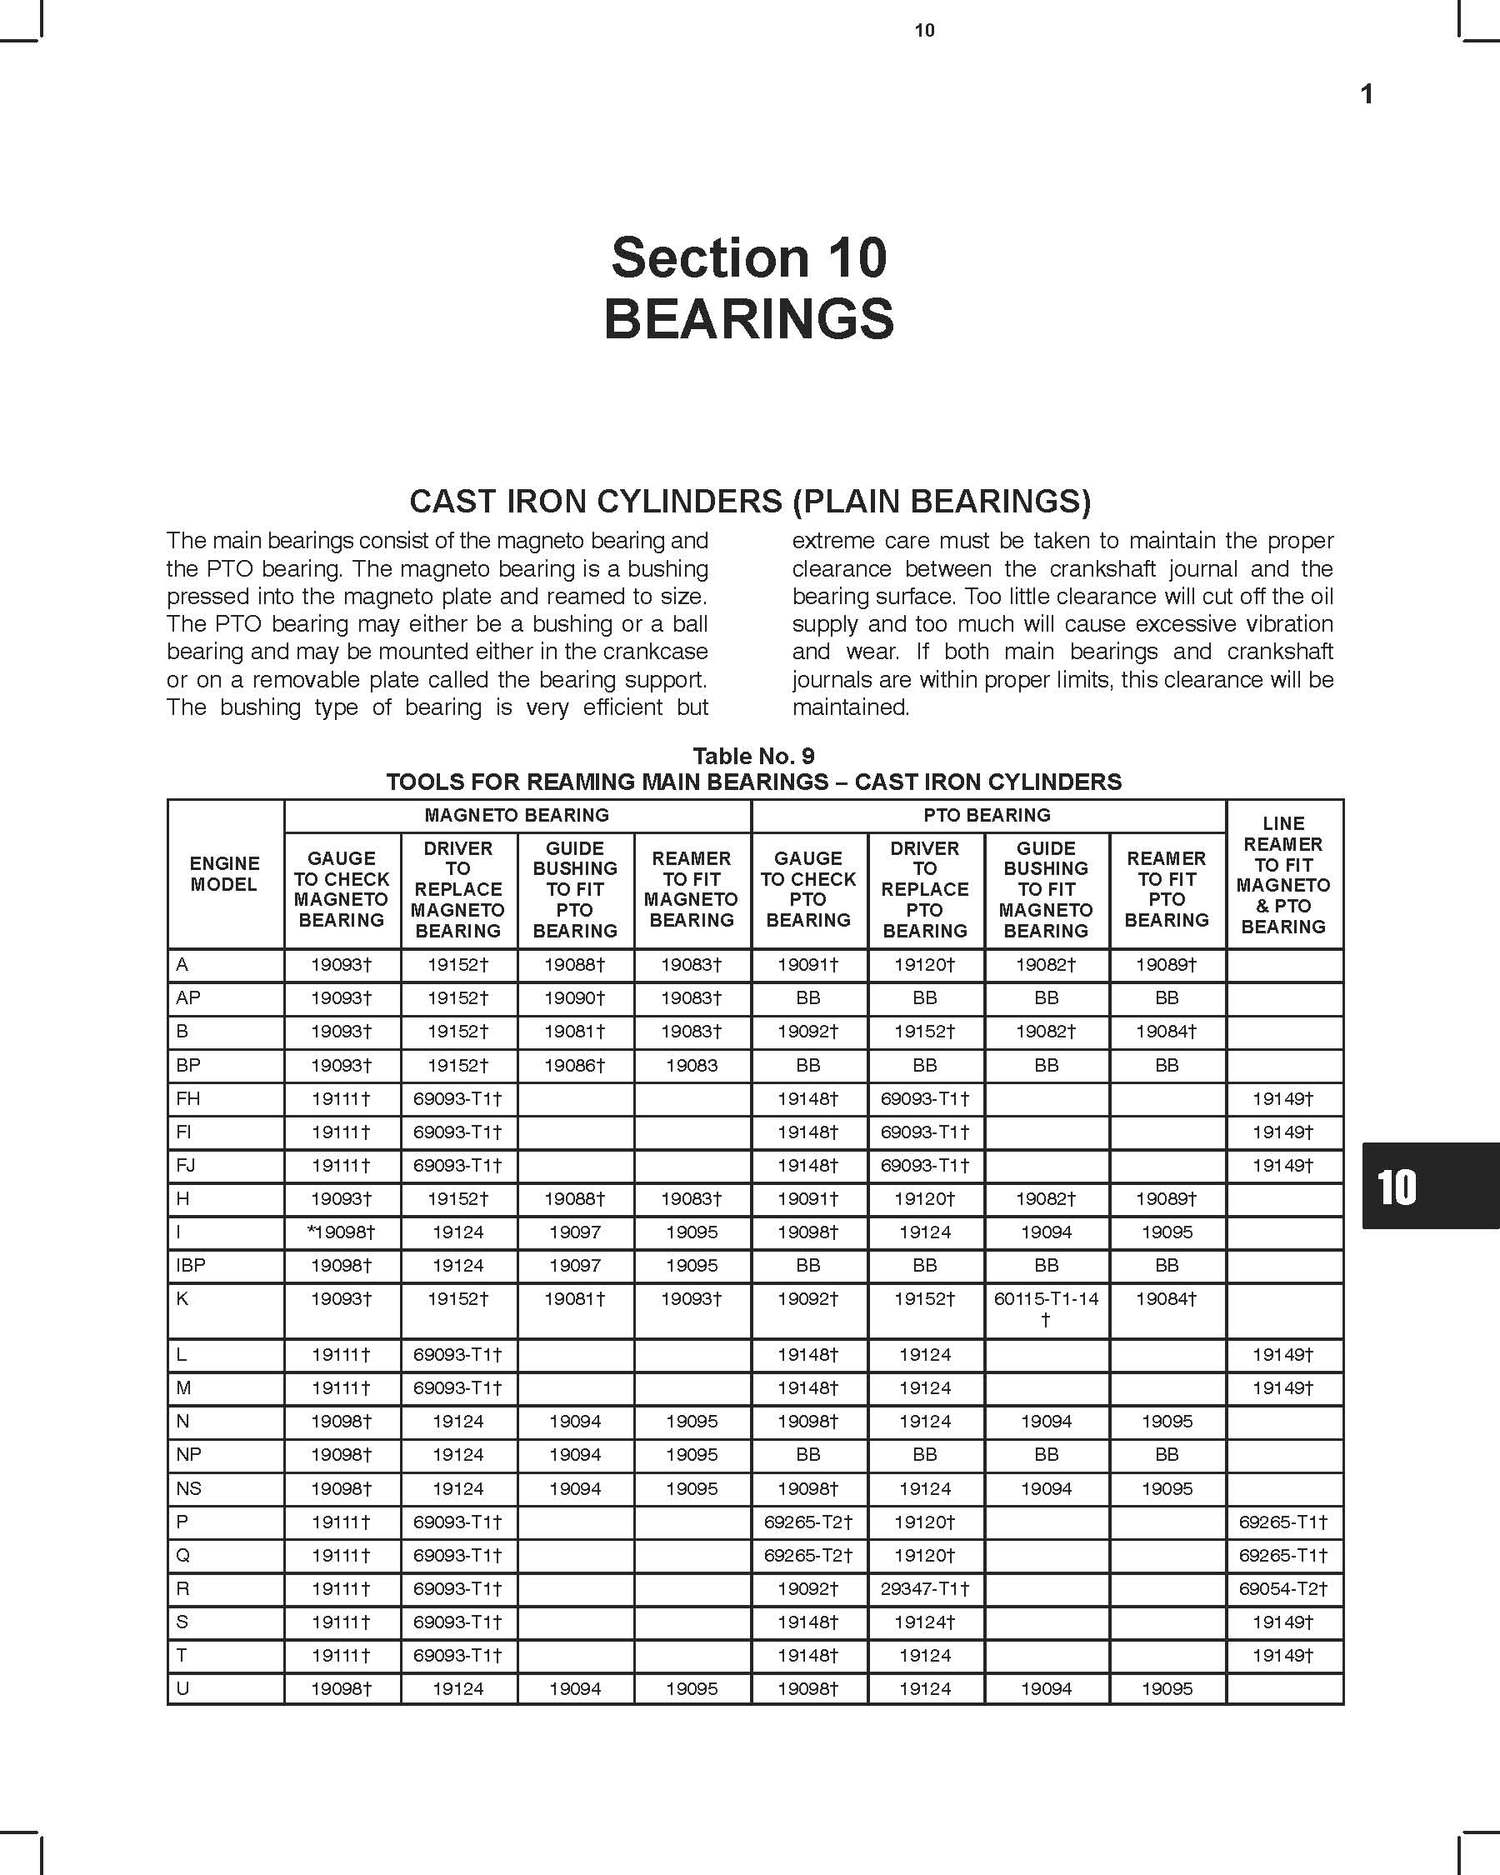 10
1
Section 10
BEARINGS
CAST IRON CYLINDERS (PLAIN BEARINGS)
The main bearings consist of the magneto bearing and
the PTO bearing. The magneto bearing is a bushing
pressed into the magneto plate and reamed to size.
The PTO bearing may either be a bushing or a ball
bearing and may be mounted either in the crankcase
or on a removable plate called the bearing support.
The bushing type of bearing is very efficient but
extreme care must be taken to maintain the proper
clearance between the crankshaft journal and the
bearing surface. Too little clearance will cut off the oil
supply and too much will cause excessive vibration
and wear. If both main bearings and crankshaft
journals are within proper limits, this clearance will be
maintained.
Table No. 9
TOOLS FOR REAMING MAIN BEARINGS – CAST IRON CYLINDERS
ENGINE
MODEL
MAGNETO BEARING
PTO BEARING
LINE
REAMER
TO FIT
MAGNETO
& PTO
BEARING
GAUGE
TO CHECK
MAGNETO
BEARING
DRIVER
TO
REPLACE
MAGNETO
BEARING
GUIDE
BUSHING
TO FIT
PTO
BEARING
REAMER
TO FIT
MAGNETO
BEARING
GAUGE
TO CHECK
PTO
BEARING
DRIVER
TO
REPLACE
PTO
BEARING
GUIDE
BUSHING
TO FIT
MAGNETO
BEARING
REAMER
TO FIT
PTO
BEARING
A 19093† 19152† 19088† 19083† 19091† 19120† 19082† 19089†
AP 19093† 19152† 19090† 19083† BB BB BB BB
B 19093† 19152† 19081† 19083† 19092† 19152† 19082† 19084†
BP 19093† 19152† 19086† 19083 BB BB BB BB
FH 19111† 69093-T1† 19148† 69093-T1† 19149†
FI 19111† 69093-T1† 19148† 69093-T1† 19149†
FJ 19111† 69093-T1† 19148† 69093-T1† 19149†
H 19093† 19152† 19088† 19083† 19091† 19120† 19082† 19089†
I *19098† 19124 19097 19095 19098† 19124 19094 19095
IBP 19098† 19124 19097 19095 BB BB BB BB
K 19093† 19152† 19081† 19093† 19092† 19152† 60115-T1-14 19084†
†
L 19111† 69093-T1† 19148† 19124 19149†
M 19111† 69093-T1† 19148† 19124 19149†
N 19098† 19124 19094 19095 19098† 19124 19094 19095
NP 19098† 19124 19094 19095 BB BB BB BB
NS 19098† 19124 19094 19095 19098† 19124 19094 19095
P 19111† 69093-T1† 69265-T2† 19120† 69265-T1†
Q 19111† 69093-T1† 69265-T2† 19120† 69265-T1†
R 19111† 69093-T1† 19092† 29347-T1† 69054-T2†
S 19111† 69093-T1† 19148† 19124† 19149†
T 19111† 69093-T1† 19148† 19124 19149†
U 19098† 19124 19094 19095 19098† 19124 19094 19095
10